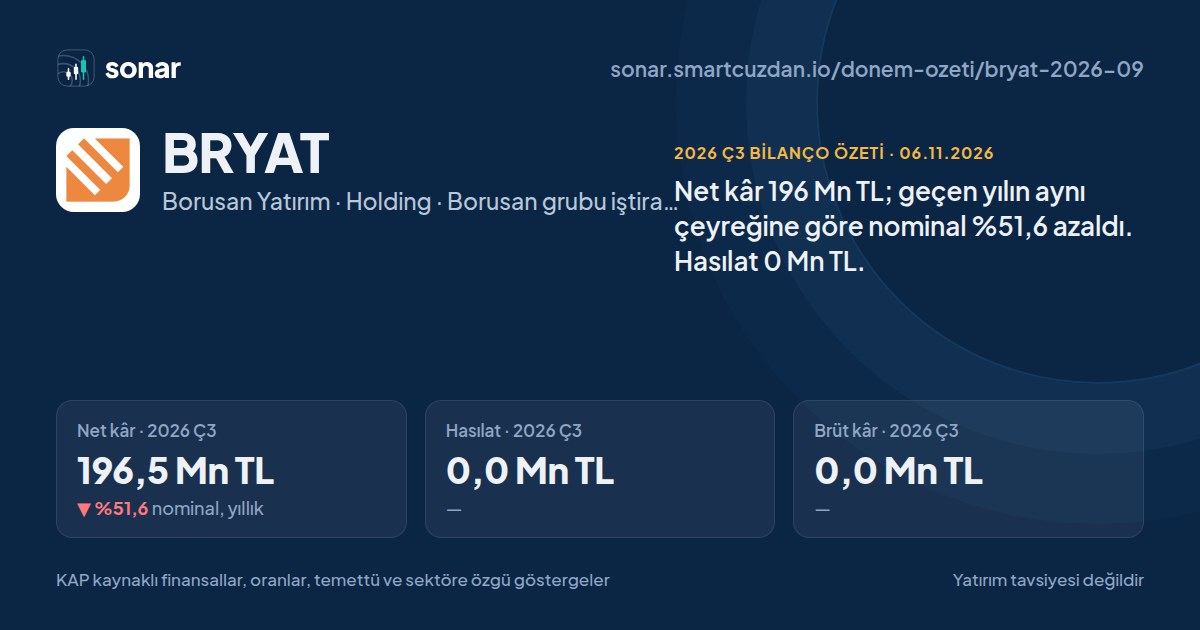 sonar
sonar.smartcuzdan.io/donem-ozeti/bryat-2026-09
BRYAT
Borusan Yatırım · Holding · Borusan grubu iştira...
2026 Ç3 BİLANÇO ÖZETİ · 06.11.2026
Net kâr 196 Mn TL; geçen yılın aynı
çeyreğine göre nominal %51,6 azaldı.
Hasılat 0 Mn TL.
Net kâr · 2026 Ç3
196,5 Mn TL
▼ %51,6 nominal, yıllık
Hasılat · 2026 Ç3
0,0 Mn TL
—
Brüt kâr · 2026 Ç3
0,0 Mn TL
—
KAP kaynaklı finansallar, oranlar, temettü ve sektöre özgü göstergeler
Yatırım tavsiyesi değildir